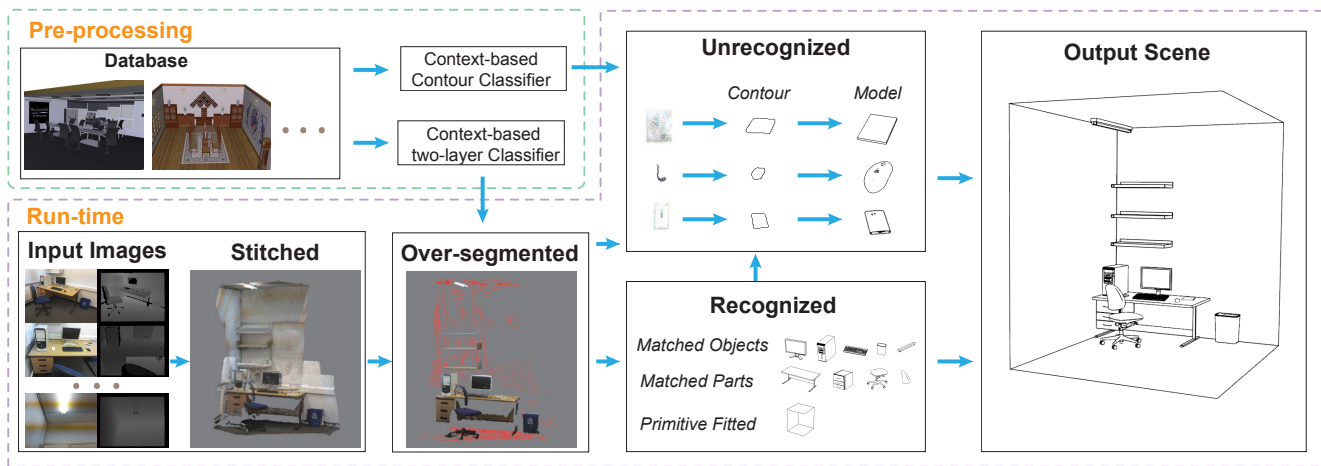 Pre-processing
Database
Context-based
Contour Classifier
Context-based
two-layer Classifier
Run-time
Input Images
Stitched
Over-segmented
Unrecognized
Contour
Model
Recognized
Matched Objects
Matched Parts
Primitive Fitted
Output Scene